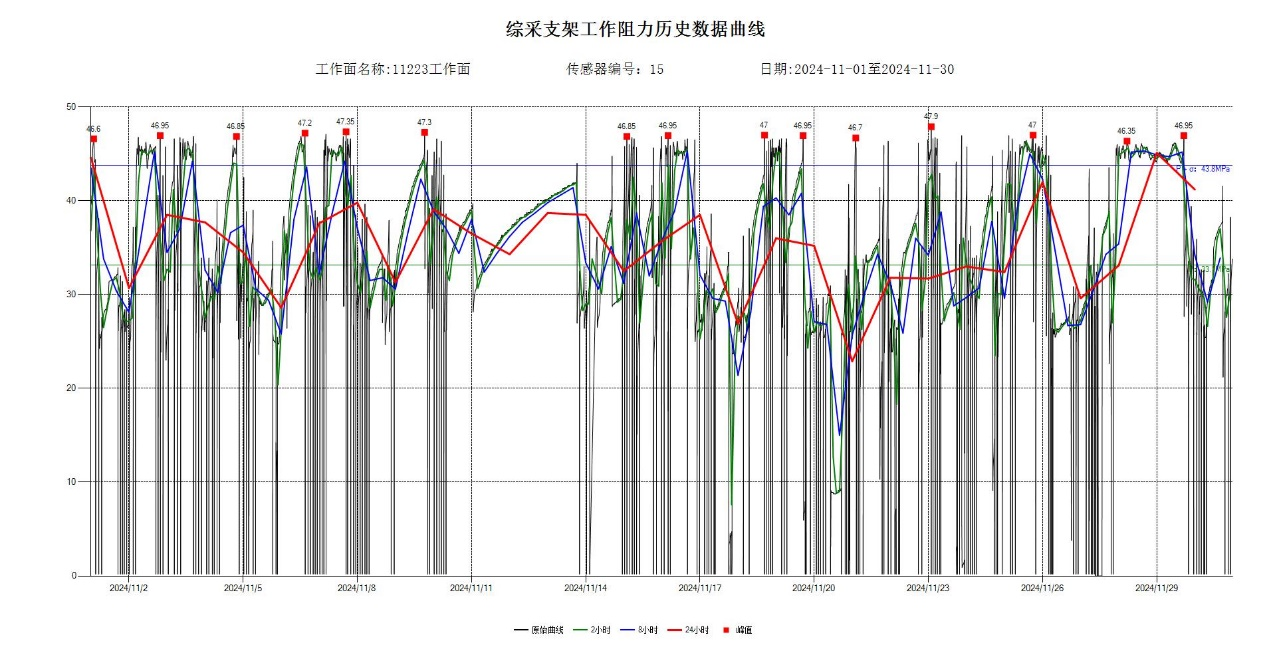 综采支架工作阻力历史数据曲线
工作面名称:11223工作面 传感器编号: 15 日期:2024-11-01至2024-11-30
50
40
30
20
10
0
46.6 46.95 46.85 47.2 47.35 47.3 46.85 46.95 47 46.95 46.7 47.9 47 46.35 46.95
43.8MPa
2024/11/2 2024/11/5 2024/11/8 2024/11/11 2024/11/14 2024/11/17 2024/11/20 2024/11/23 2024/11/26 2024/11/29
原始曲线 2小时 8小时 24小时 峰值